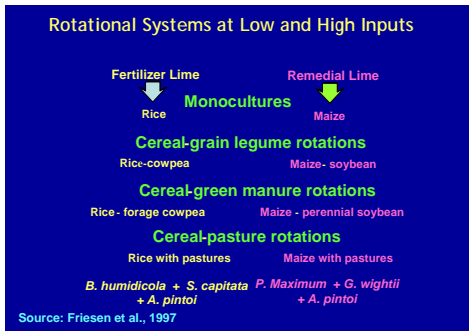 Rotational Systems at Low and High Inputs
Fertilizer Lime Remedial Lime
Monocultures
Rice Maize
Cereal-grain legume rotations
Rice-cowpea Maize- soybean
Cereal-green manure rotations
Rice - forage cowpea Maize - perennial soybean
Cereal-pasture rotations
Rice with pastures Maize with pastures
B. humidicola + S. capitata P. Maximum + G. wightii
+ A. pintoi + A. pintoi
Source: Friesen et al., 1997